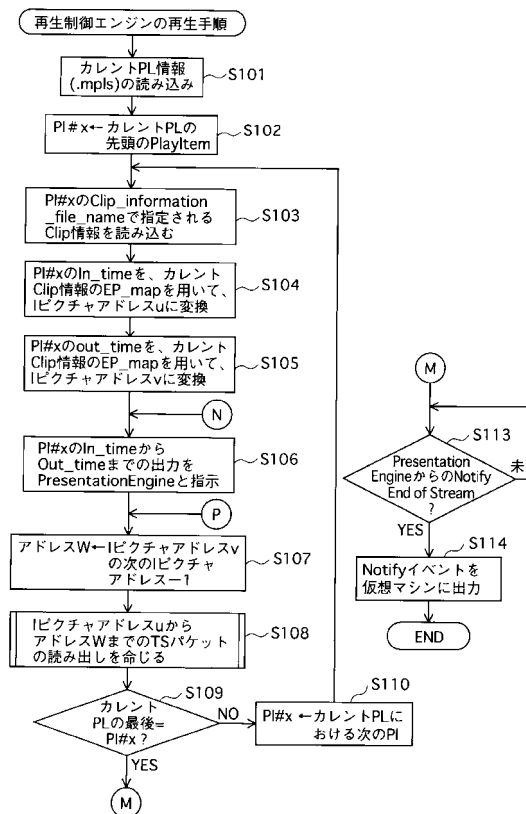 再生制御エンジンの再生手順
カレントPL情報
(.mpls)の読み込み
S101
PI#x←カレントPLの
先頭のPlayItem
S102
PI#xのClip_information
_file_nameで指定される
Clip情報を読み込む
S103
PI#xのIn_timeを、カレント
Clip情報のEP_mapを用いて、
Iピクチャアドレスuに変換
S104
PI#xのout_timeを、カレント
Clip情報のEP_mapを用いて、
Iピクチャアドレスvに変換
S105
N
PI#xのIn_timeから
Out_timeまでの出力を
PresentationEngineと指示
S106
P
アドレスW←Iピクチャアドレスv
の次のIピクチャ
アドレス－1
S107
Iピクチャアドレスuから
アドレスWまでのTSパケット
の読み出しを命じる
S108
カレント
PLの最後=
PI#x ?
S109
NO
YES
PI#x ←カレントPLに
おける次のPI
S110
M
M
Presentation
EngineからのNotify
End of Stream
?
S113
未
YES
Notifyイベントを
仮想マシンに出力
S114
END